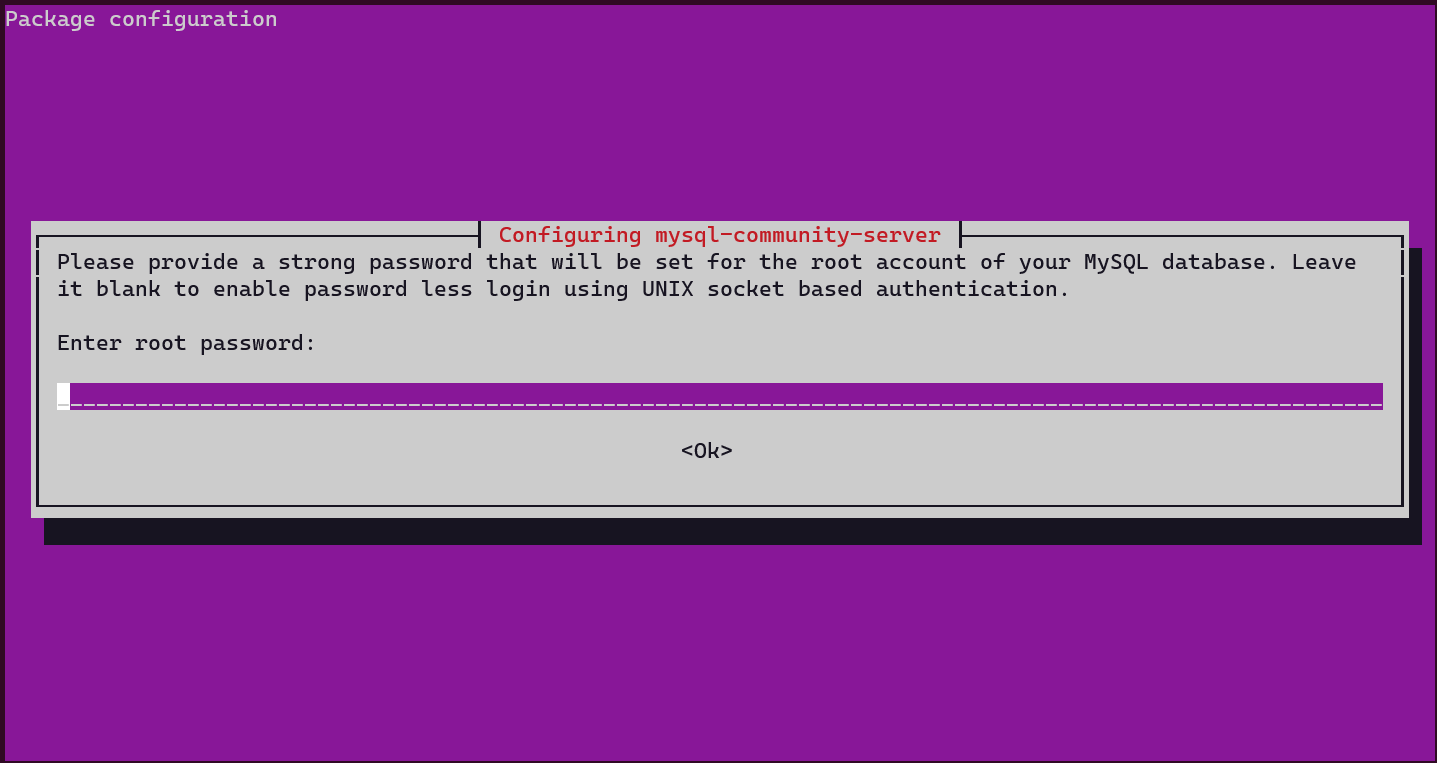 Package configuration
Configuring mysql-community-server
Please provide a strong password that will be set for the root account of your MySQL database. Leave
it blank to enable password less login using UNIX socket based authentication.
Enter root password:
<Ok>